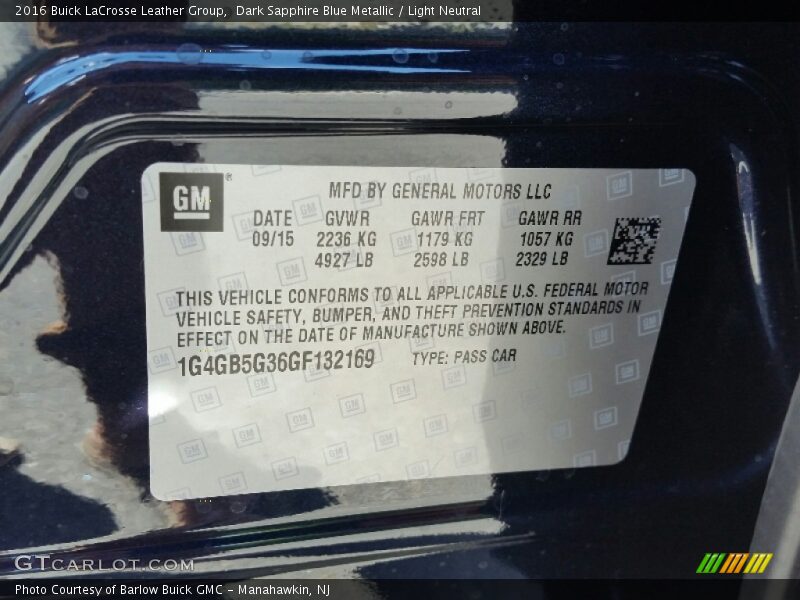 2016 Buick LaCrosse Leather Group, Dark Sapphire Blue Metallic / Light Neutral
GM®
MFD BY GENERAL MOTORS LLC
DATE GVWR GAWR FRT GAWR RR
09/15 2236 KG 1179 KG 1057 KG
4927 LB 2598 LB 2329 LB
THIS VEHICLE CONFORMS TO ALL APPLICABLE U.S. FEDERAL MOTOR
VEHICLE SAFETY, BUMPER, AND THEFT PREVENTION STANDARDS IN
EFFECT ON THE DATE OF MANUFACTURE SHOWN ABOVE.
1G4GB5G36GF132169 TYPE: PASS CAR
GTCARLOT.COM
Photo Courtesy of Barlow Buick GMC - Manahawkin, NJ